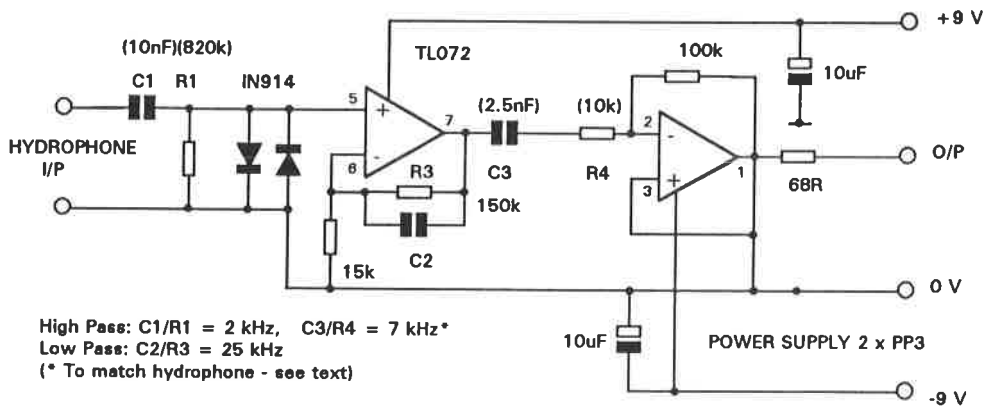 +9 V
(10nF)(820k)
TL072
100k
C1 R1 IN914
10uF
5
(2.5nF)
(10k)
+
7
2
-
HYDROPHONE
I/P
-
6
R3
C3
R4
+
3
1
O/P
68R
150k
15k
C2
0 V
High Pass: C1/R1 = 2 kHz, C3/R4 = 7 kHz*
Low Pass: C2/R3 = 25 kHz
(* To match hydrophone - see text)
10uF
POWER SUPPLY 2 x PP3
-9 V